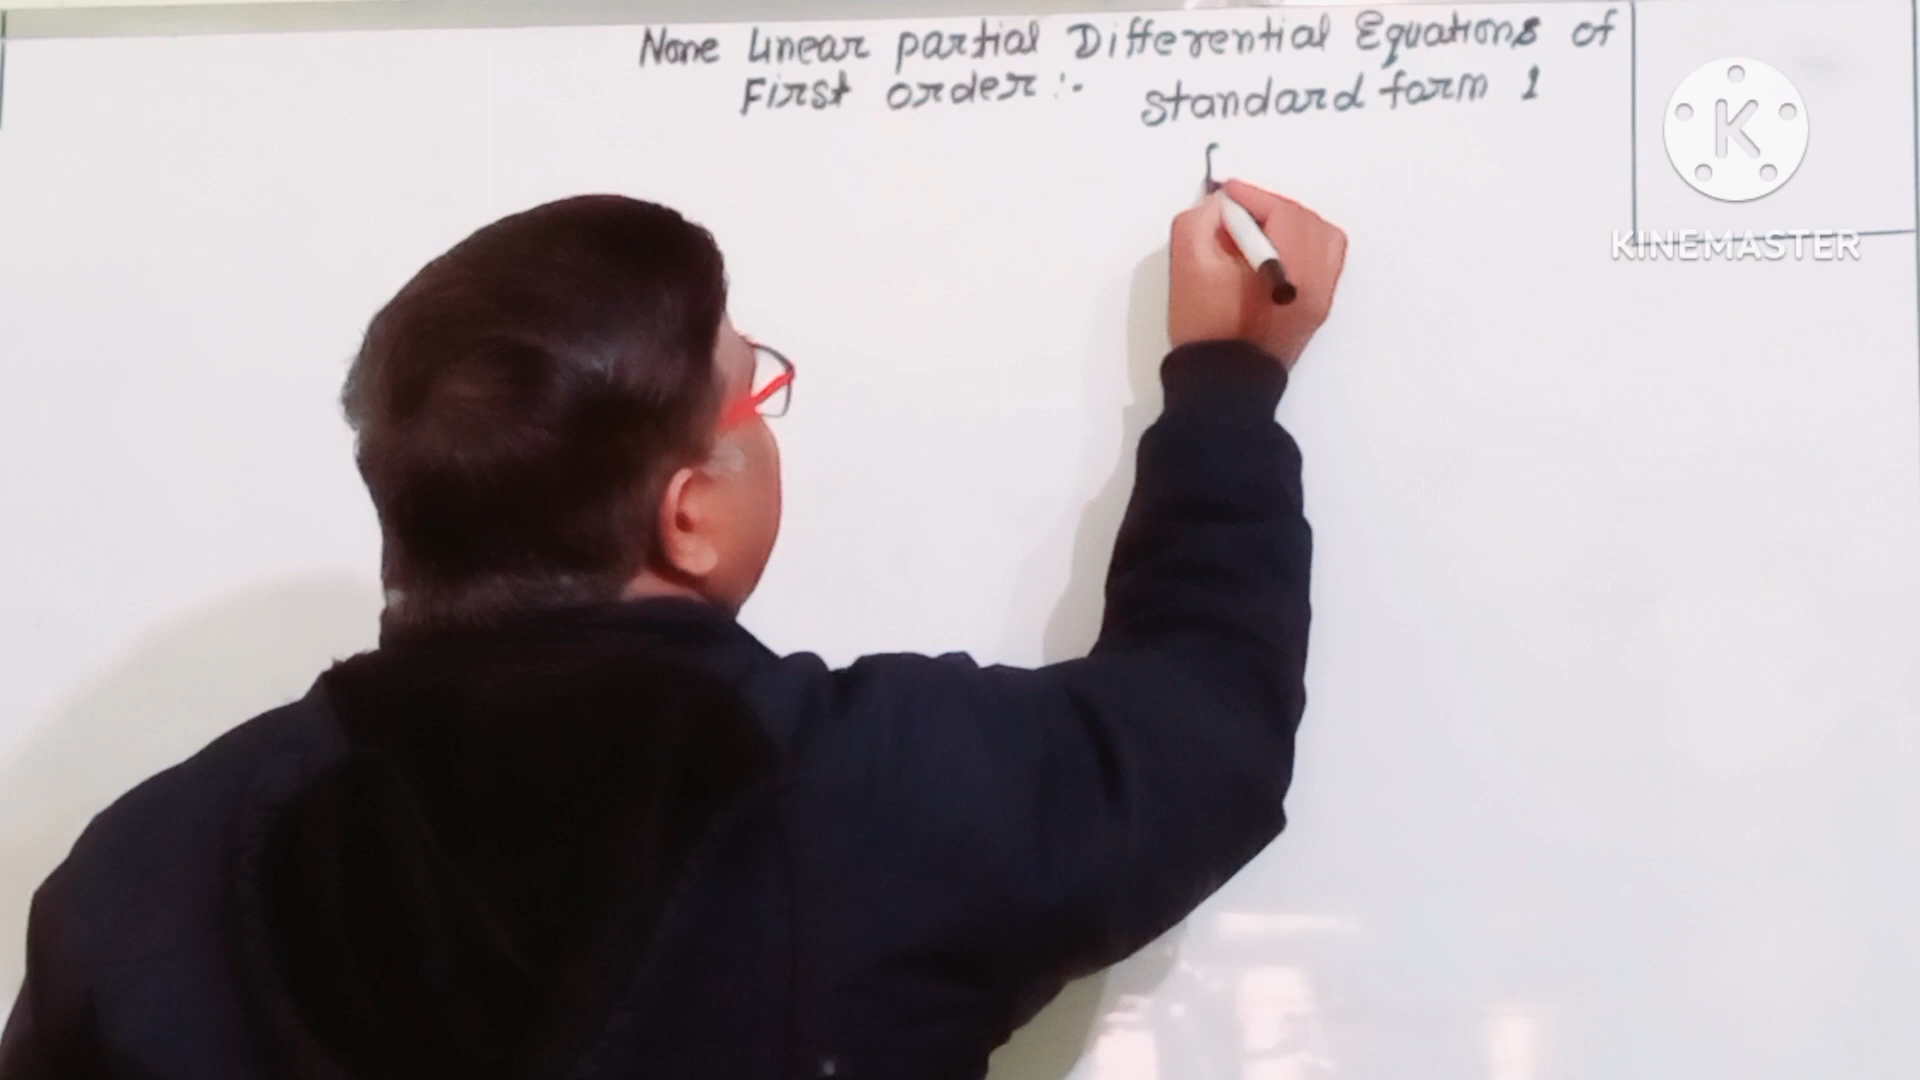 None Linear partial Differential Equations of
First order :- standard form 1
f
K
KINEMASTER